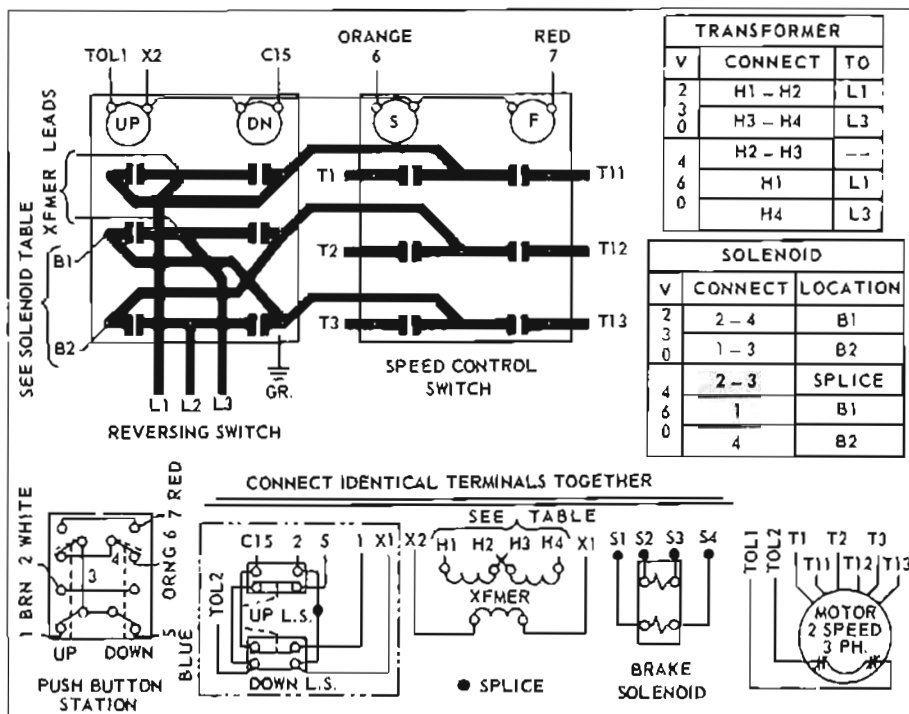 TOL1 X2 C15
ORANGE
6
RED
7
UP DN S F
XFMER LEADS
SEE SOLENOID TABLE
B1
B2
T1 T11
T2 T12
T3 T13
GR.
L1 L2 L3
REVERSING SWITCH
SPEED CONTROL
SWITCH
TRANSFORMER
V CONNECT TO
230 H1 - H2 L1
H3 - H4 L3
460 H2 - H3 --
H1 L1
H4 L3
SOLENOID
V CONNECT LOCATION
230 2 - 4 B1
1 - 3 B2
460 2 - 3 SPLICE
1 B1
4 B2
CONNECT IDENTICAL TERMINALS TOGETHER
1 BRN 2 WHITE
ORNG 6 7 RED
3 4
5
BLUE
UP DOWN
PUSH BUTTON
STATION
C15 2 5 1 X1
TOL2
UP L.S.
DOWN L.S.
SEE TABLE
X2 H1 H2 H3 H4 X1
XFMER
SPLICE
S1 S2 S3 S4
BRAKE
SOLENOID
TOL1 TOL2 T1 T2 T3
T11 T12 T13
MOTOR
2 SPEED
3 PH.